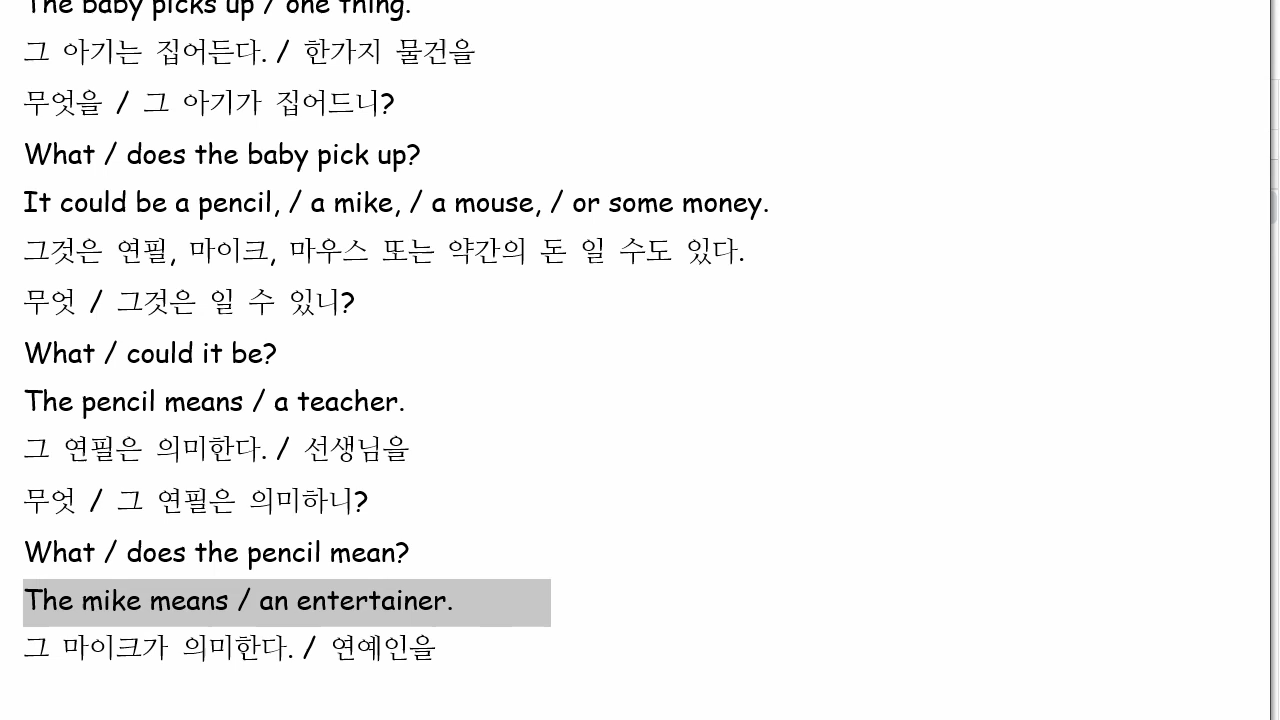 The baby picks up / one thing.
그 아기는 집어든다. / 한가지 물건을
무엇을 / 그 아기가 집어드니?
What / does the baby pick up?
It could be a pencil, / a mike, / a mouse, / or some money.
그것은 연필, 마이크, 마우스 또는 약간의 돈 일 수도 있다.
무엇 / 그것은 일 수 있니?
What / could it be?
The pencil means / a teacher.
그 연필은 의미한다. / 선생님을
무엇 / 그 연필은 의미하니?
What / does the pencil mean?
The mike means / an entertainer.
그 마이크가 의미한다. / 연예인을